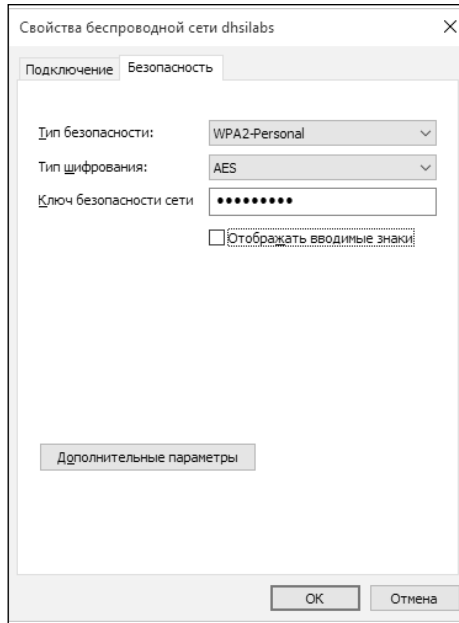 Свойства беспроводной сети dhsilabs
Подключение Безопасность
Тип безопасности: WPA2-Personal
Тип шифрования: AES
Ключ безопасности сети •••••••••
Отображать вводимые знаки
Дополнительные параметры
OK Отмена